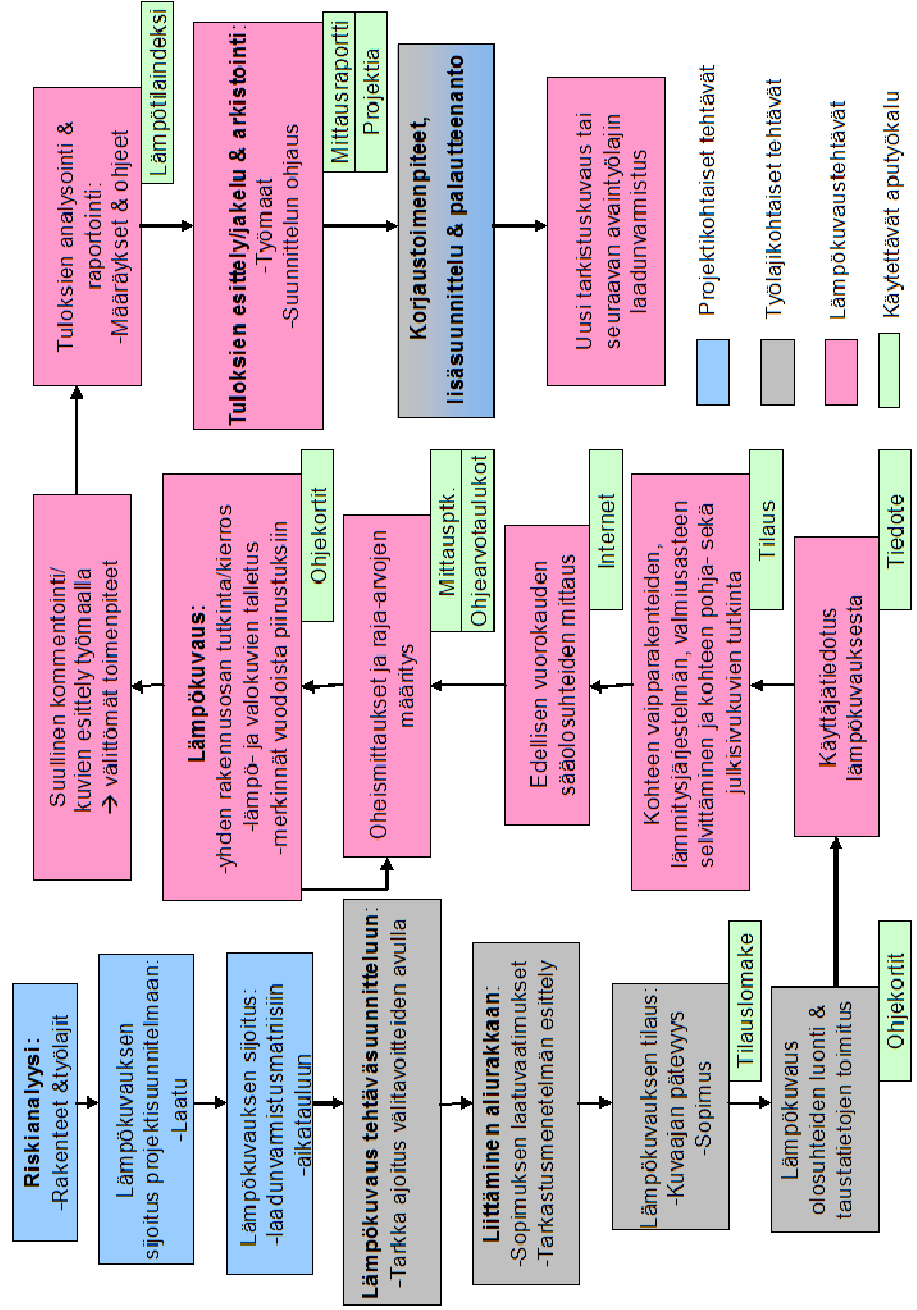 Riskianalyysi:
-Rakenteet &työlajit
Lämpökuvauksen
sijoitus projektisuunnitelmaan:
-Laatu
Lämpökuvauksen sijoitus:
-laadunvarmistusmatriisiin
-aikatauluun
Lämpökuvaus tehtäväsuunnitteluun:
-Tarkka ajoitus välitavoitteiden avulla
Liittäminen aliurakkaan:
-Sopimuksen laatuvaatimukset
-Tarkastusmenetelmän esittely
Lämpökuvauksen tilaus:
-Kuvaajan pätevyys
-Sopimus
Tilauslomake
Lämpökuvaus
olosuhteiden luonti &
taustatietojen toimitus
Ohjekortit
Käyttäjätiedotus
lämpökuvauksesta
Tiedote
Kohteen vaipparakenteiden,
lämmitysjärjestelmän, valmiusasteen
selvittäminen ja kohteen pohja- sekä
julkisivukuvien tutkinta
Tilaus
Edellisen vuorokauden
sääolosuhteiden mittaus
Internet
Oheismittaukset ja raja-arvojen
määritys
Mittausptk.
Ohjearvotaulukot
Lämpökuvaus:
-yhden rakennusosan tutkinta/kierros
-lämpö- ja valokuvien talletus
-merkinnät vuodoista piirustuksiin
Ohjekortit
Suullinen kommentointi/
kuvien esittely työmaalla
→ välittömät toimenpiteet
Tuloksien analysointi &
raportointi:
-Määräykset & ohjeet
Lämpötilaindeksi
Tuloksien esittely/jakelu & arkistointi:
-Työmaat
-Suunnittelun ohjaus
Mittausraportti
Projektia
Korjaustoimenpiteet,
lisäsuunnittelu & palautteenanto
Uusi tarkistuskuvaus tai
seuraavan avaintyölajin
laadunvarmistus
Projektikohtaiset tehtävät
Työlajikohtaiset tehtävät
Lämpökuvaustehtävät
Käytettävät aputyökalu